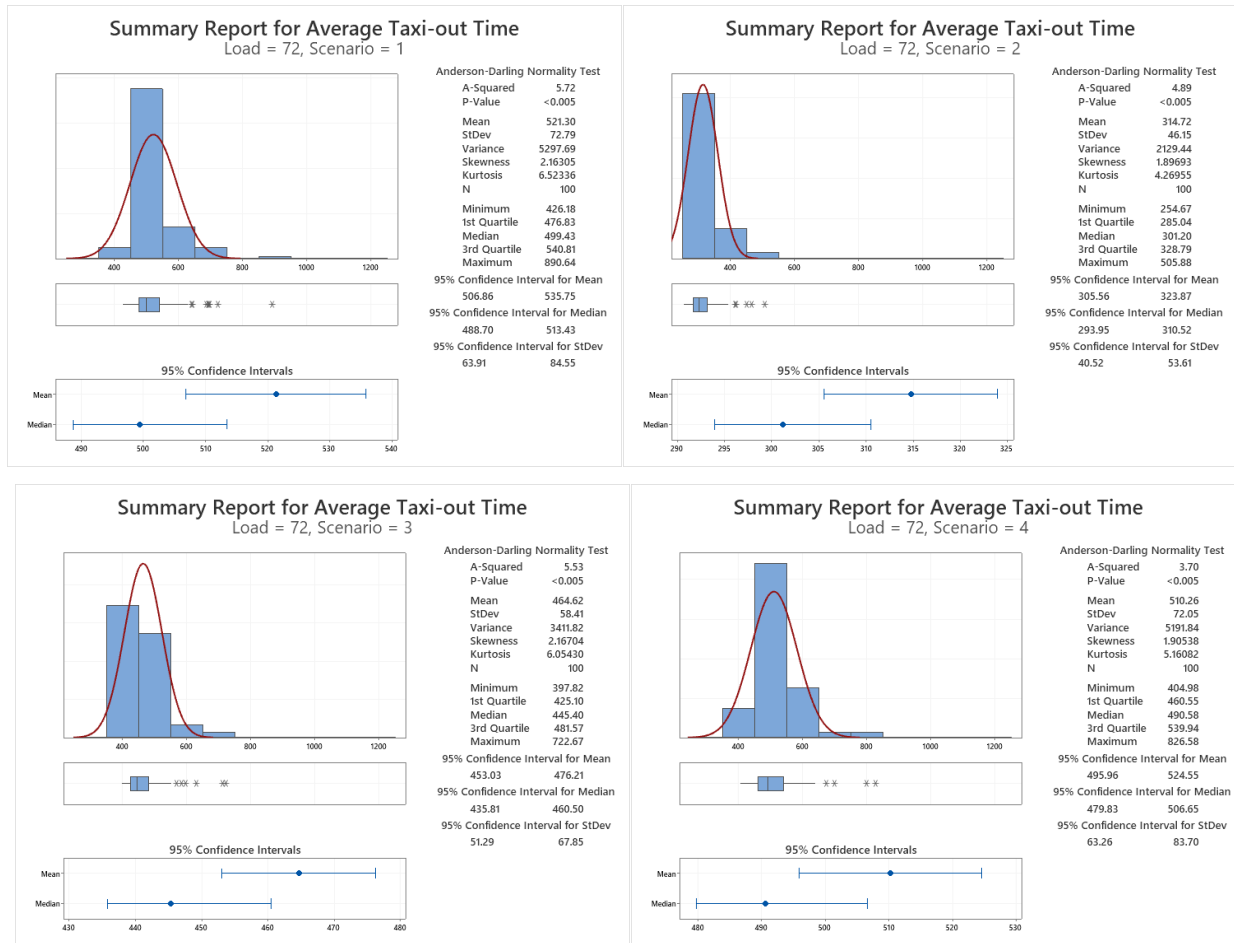 Summary Report for Average Taxi-out Time
Load = 72, Scenario = 1
Anderson-Darling Normality Test
A-Squared 5.72
P-Value <0.005
Mean 521.30
StDev 72.79
Variance 5297.69
Skewness 2.16305
Kurtosis 6.52336
N 100
Minimum 426.18
1st Quartile 476.83
Median 499.43
3rd Quartile 540.81
Maximum 890.64
95% Confidence Interval for Mean
506.86 535.75
95% Confidence Interval for Median
488.70 513.43
95% Confidence Interval for StDev
63.91 84.55
400 600 800 1000 1200
95% Confidence Intervals
Mean
Median
490 500 510 520 530 540
Summary Report for Average Taxi-out Time
Load = 72, Scenario = 2
Anderson-Darling Normality Test
A-Squared 4.89
P-Value <0.005
Mean 314.72
StDev 46.15
Variance 2129.44
Skewness 1.89693
Kurtosis 4.26955
N 100
Minimum 254.67
1st Quartile 285.04
Median 301.20
3rd Quartile 328.79
Maximum 505.88
95% Confidence Interval for Mean
305.56 323.87
95% Confidence Interval for Median
293.95 310.52
95% Confidence Interval for StDev
40.52 53.61
400 600 800 1000 1200
95% Confidence Intervals
Mean
Median
290 295 300 305 310 315 320 325
Summary Report for Average Taxi-out Time
Load = 72, Scenario = 3
Anderson-Darling Normality Test
A-Squared 5.53
P-Value <0.005
Mean 464.62
StDev 58.41
Variance 3411.82
Skewness 2.16704
Kurtosis 6.05430
N 100
Minimum 397.82
1st Quartile 425.10
Median 445.40
3rd Quartile 481.57
Maximum 722.67
95% Confidence Interval for Mean
453.03 476.21
95% Confidence Interval for Median
435.81 460.50
95% Confidence Interval for StDev
51.29 67.85
400 600 800 1000 1200
95% Confidence Intervals
Mean
Median
430 440 450 460 470 480
Summary Report for Average Taxi-out Time
Load = 72, Scenario = 4
Anderson-Darling Normality Test
A-Squared 3.70
P-Value <0.005
Mean 510.26
StDev 72.05
Variance 5191.84
Skewness 1.90538
Kurtosis 5.16082
N 100
Minimum 404.98
1st Quartile 460.55
Median 490.58
3rd Quartile 539.94
Maximum 826.58
95% Confidence Interval for Mean
495.96 524.55
95% Confidence Interval for Median
479.83 506.65
95% Confidence Interval for StDev
63.26 83.70
400 600 800 1000 1200
95% Confidence Intervals
Mean
Median
480 490 500 510 520 530